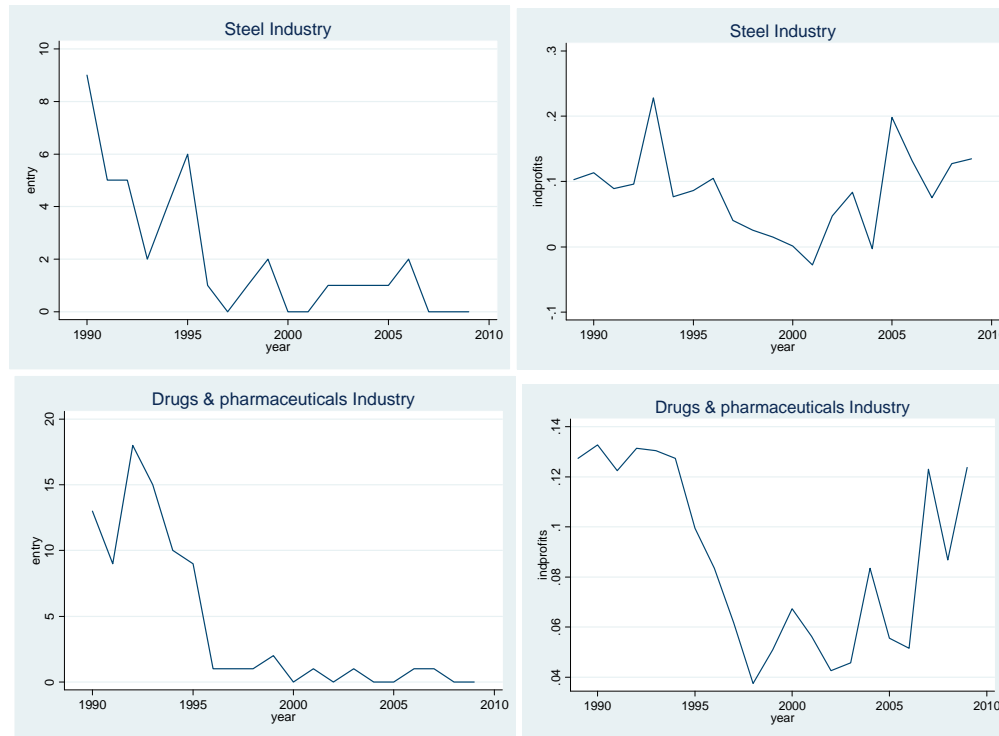 Steel Industry
10
8
6
4
2
0
entry
1990 1995 2000 2005 2010
year
Steel Industry
.3
.2
.1
0
-.1
indprofits
1990 1995 2000 2005 201
year
Drugs & pharmaceuticals Industry
20
15
10
5
0
entry
1990 1995 2000 2005 2010
year
Drugs & pharmaceuticals Industry
.14
.12
.1
.08
.06
.04
indprofits
1990 1995 2000 2005 2010
year